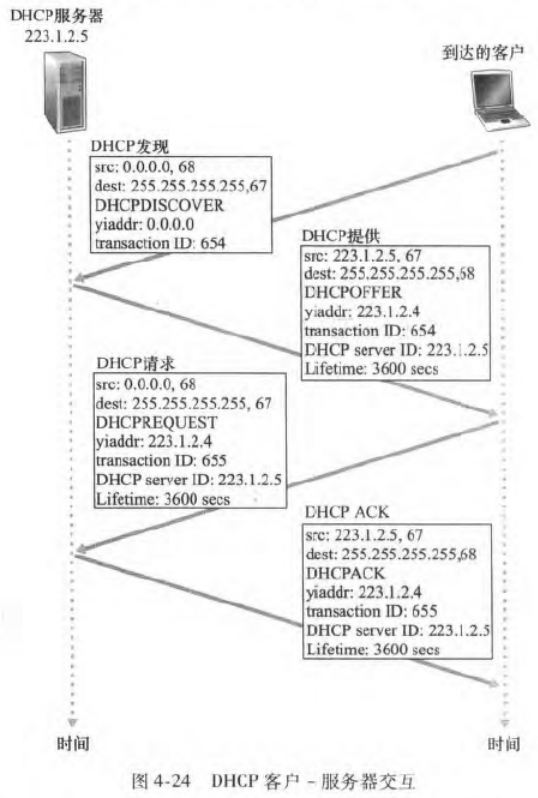 DHCP服务器
223.1.2.5
到达的客户
DHCP发现
src: 0.0.0.0, 68
dest: 255.255.255.255,67
DHCPDISCOVER
yiaddr: 0.0.0.0
transaction ID: 654
DHCP提供
src: 223.1.2.5, 67
dest: 255.255.255.255,68
DHCPOFFER
yiaddr: 223.1.2.4
transaction ID: 654
DHCP server ID: 223.1.2.5
Lifetime: 3600 secs
DHCP请求
src: 0.0.0.0, 68
dest: 255.255.255.255, 67
DHCPREQUEST
yiaddr: 223.1.2.4
transaction ID: 655
DHCP server ID: 223.1.2.5
Lifetime: 3600 secs
DHCP ACK
src: 223.1.2.5, 67
dest: 255.255.255.255,68
DHCPACK
yiaddr: 223.1.2.4
transaction ID: 655
DHCP server ID: 223.1.2.5
Lifetime: 3600 secs
时间
时间
图 4-24 DHCP 客户 - 服务器交互